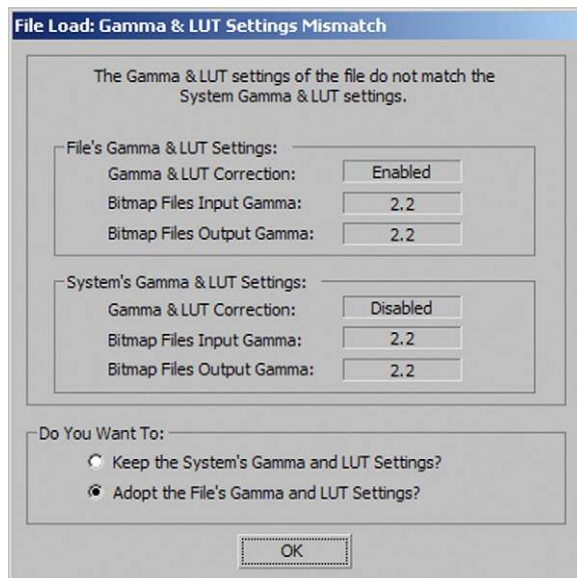 File Load: Gamma & LUT Settings Mismatch
The Gamma & LUT settings of the file do not match the
System Gamma & LUT settings.
File's Gamma & LUT Settings:
Gamma & LUT Correction: Enabled
Bitmap Files Input Gamma: 2.2
Bitmap Files Output Gamma: 2.2
System's Gamma & LUT Settings:
Gamma & LUT Correction: Disabled
Bitmap Files Input Gamma: 2.2
Bitmap Files Output Gamma: 2.2
Do You Want To:
Keep the System's Gamma and LUT Settings?
Adopt the File's Gamma and LUT Settings?
OK